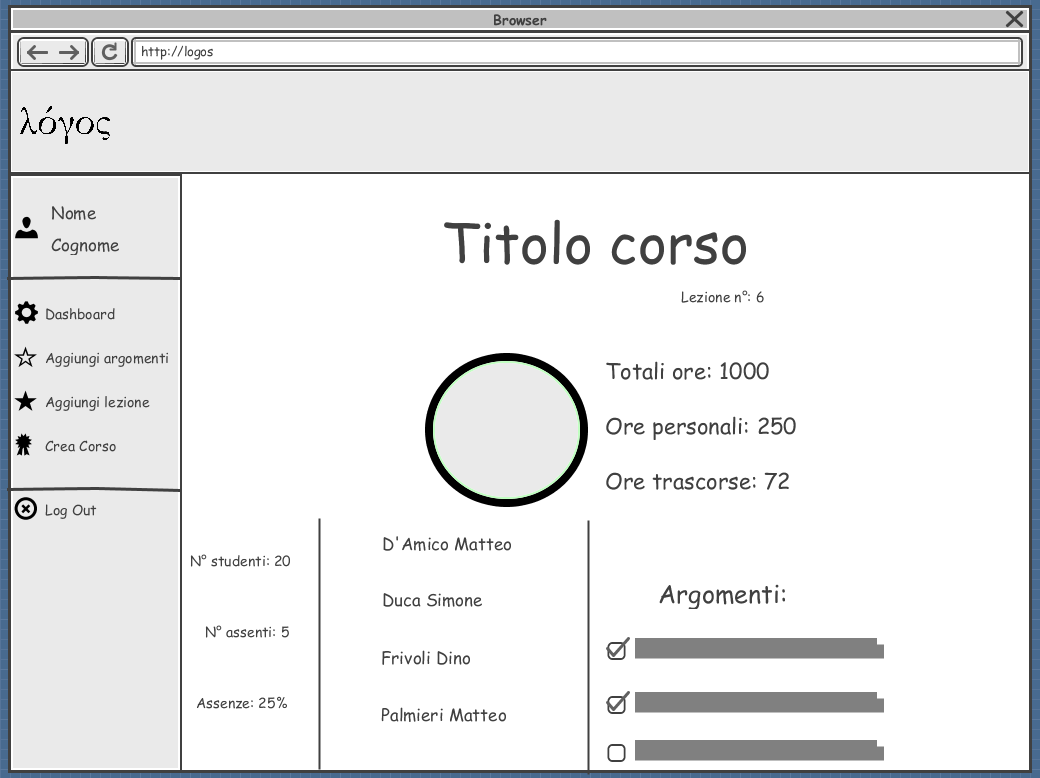 Browser
http://logos
λόγος
Nome
Cognome
Dashboard
Aggiungi argomenti
Aggiungi lezione
Crea Corso
Log Out
Titolo corso
Lezione n°: 6
Totali ore: 1000
Ore personali: 250
Ore trascorse: 72
N° studenti: 20
N° assenti: 5
Assenze: 25%
D'Amico Matteo
Duca Simone
Frivoli Dino
Palmieri Matteo
Argomenti: